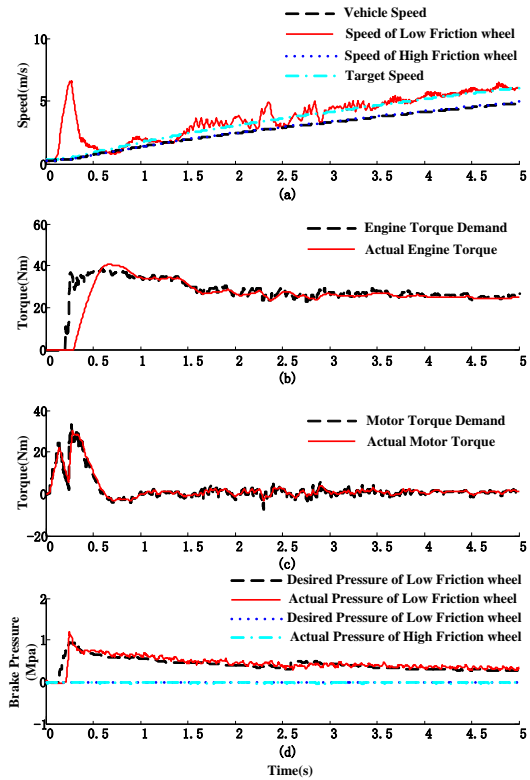 Vehicle Speed
Speed of Low Friction wheel
Speed of High Friction wheel
Target Speed
Speed(m/s)
10
5
0
0 0.5 1 1.5 2 2.5 3 3.5 4 4.5 5
(a)
Engine Torque Demand
Actual Engine Torque
Torque(Nm)
60
40
20
0
0.5 1 1.5 2 2.5 3 3.5 4 4.5 5
(b)
Motor Torque Demand
Actual Motor Torque
Torque(Nm)
40
20
0
-20
0.5 1 1.5 2 2.5 3 3.5 4 4.5 5
(c)
Desired Pressure of Low Friction wheel
Actual Pressure of Low Friction wheel
Desired Pressure of Low Friction wheel
Actual Pressure of High Friction wheel
Brake Pressure
(Mpa)
2
1
0
-1
0 0.5 1 1.5 2 2.5 3 3.5 4 4.5 5
(d)
Time(s)